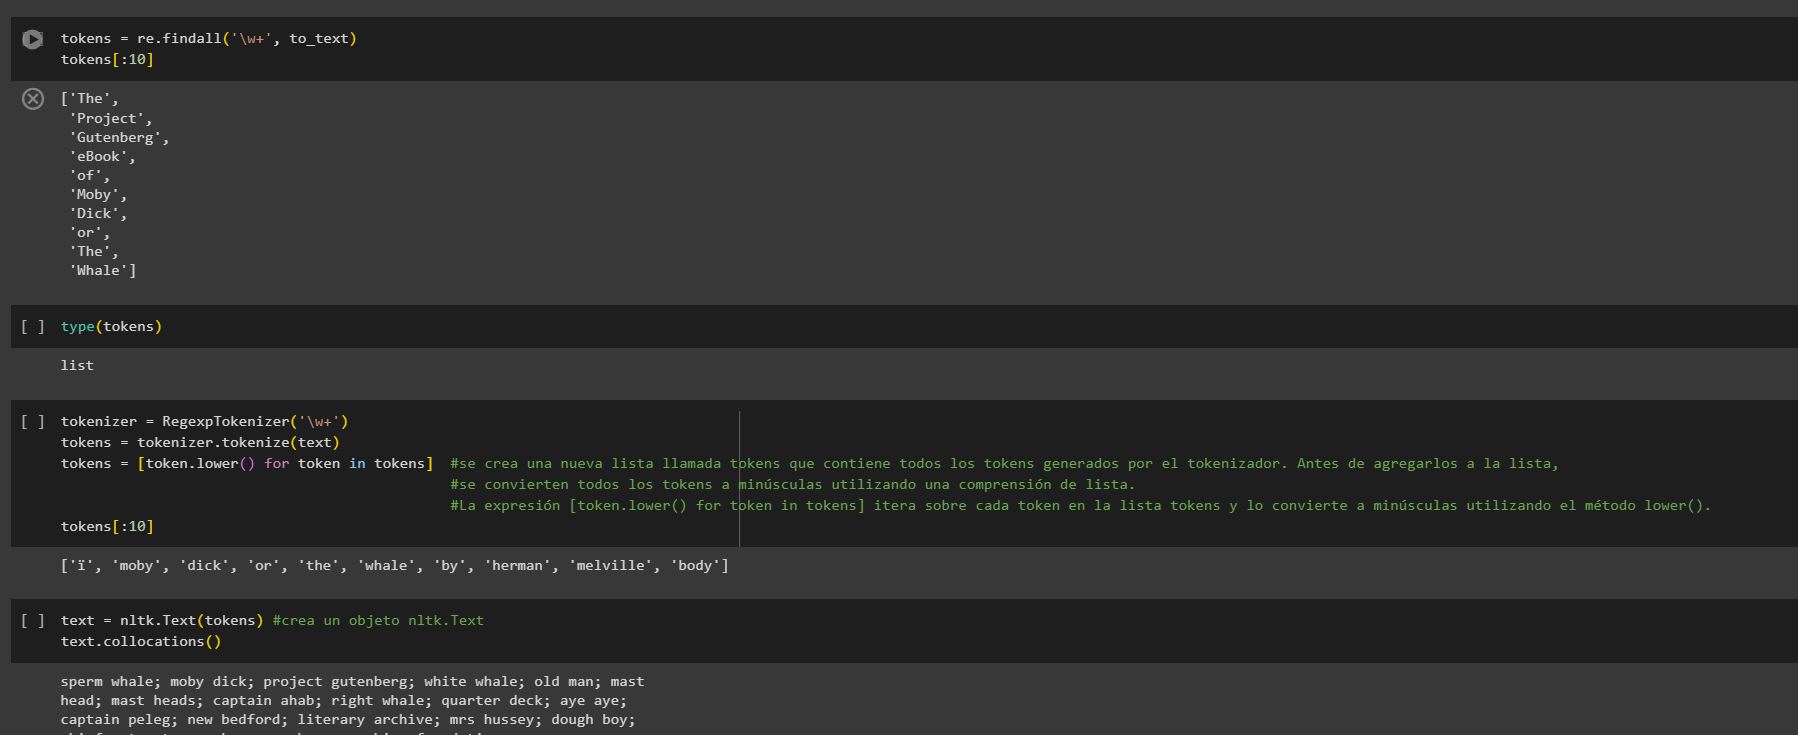 tokens = re.findall('\w+', to_text)
tokens[:10]
['The',
'Project',
'Gutenberg',
'eBook',
'of',
'Moby',
'Dick',
'or',
'The',
'Whale']
[ ] type(tokens)
list
[ ] tokenizer = RegexpTokenizer('\w+')
tokens = tokenizer.tokenize(text)
tokens = [token.lower() for token in tokens] #se crea una nueva lista llamada tokens que contiene todos los tokens generados por el tokenizador. Antes de agregarlos a la lista,
#se convierten todos los tokens a minúsculas utilizando una comprensión de lista.
#La expresión [token.lower() for token in tokens] itera sobre cada token en la lista tokens y lo convierte a minúsculas utilizando el método lower().
tokens[:10]
['ï', 'moby', 'dick', 'or', 'the', 'whale', 'by', 'herman', 'melville', 'body']
[ ] text = nltk.Text(tokens) #crea un objeto nltk.Text
text.collocations()
sperm whale; moby dick; project gutenberg; white whale; old man; mast
head; mast heads; captain ahab; right whale; quarter deck; aye aye;
captain peleg; new bedford; literary archive; mrs hussey; dough boy;